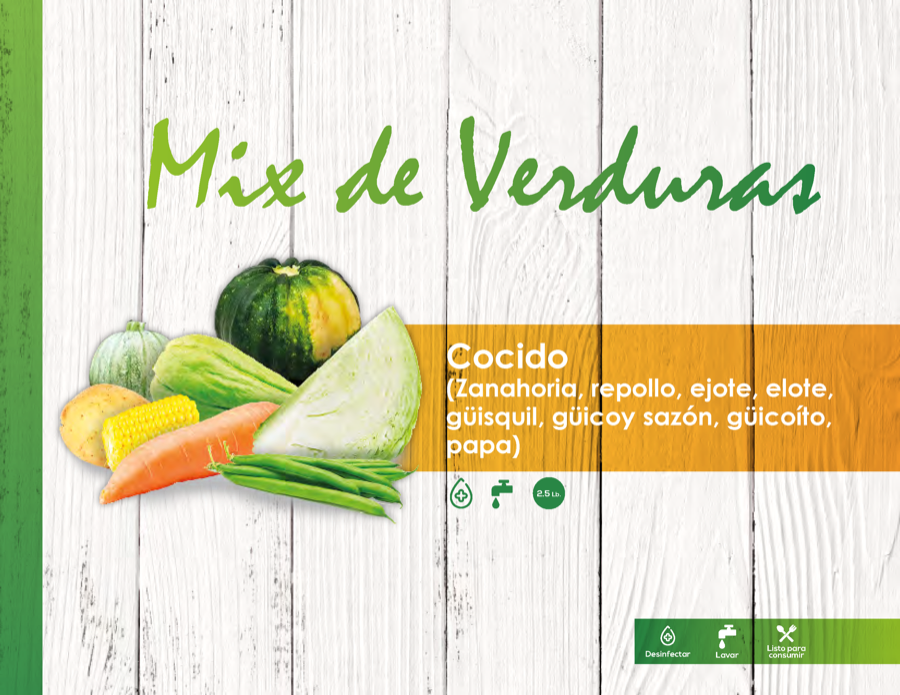 Mix de Verduras
Cocido
(Zanahoria, repollo, ejote, elote,
güisquil, güicoy sazón, güicoíto,
papa)
2.5 Lb.
Desinfectar
Lavar
Listo para
consumir